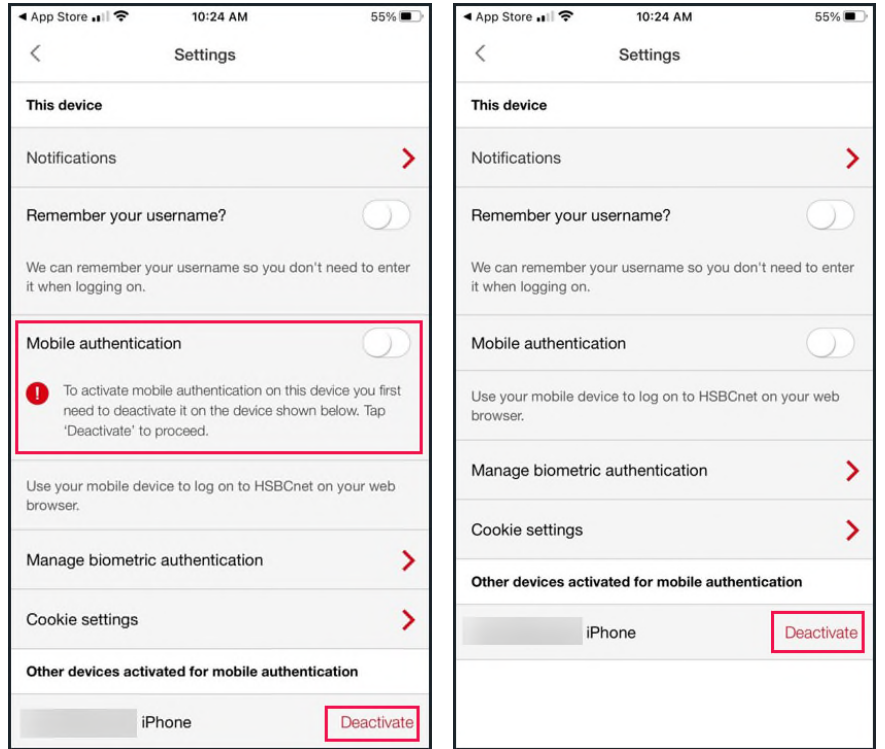 App Store 10:24 AM 55%
Settings
This device
Notifications
Remember your username?
We can remember your username so you don't need to enter
it when logging on.
Mobile authentication
To activate mobile authentication on this device you first
need to deactivate it on the device shown below. Tap
'Deactivate' to proceed.
Use your mobile device to log on to HSBCnet on your web
browser.
Manage biometric authentication
Cookie settings
Other devices activated for mobile authentication
iPhone Deactivate
App Store 10:24 AM 55%
Settings
This device
Notifications
Remember your username?
We can remember your username so you don't need to enter
it when logging on.
Mobile authentication
Use your mobile device to log on to HSBCnet on your web
browser.
Manage biometric authentication
Cookie settings
Other devices activated for mobile authentication
iPhone Deactivate